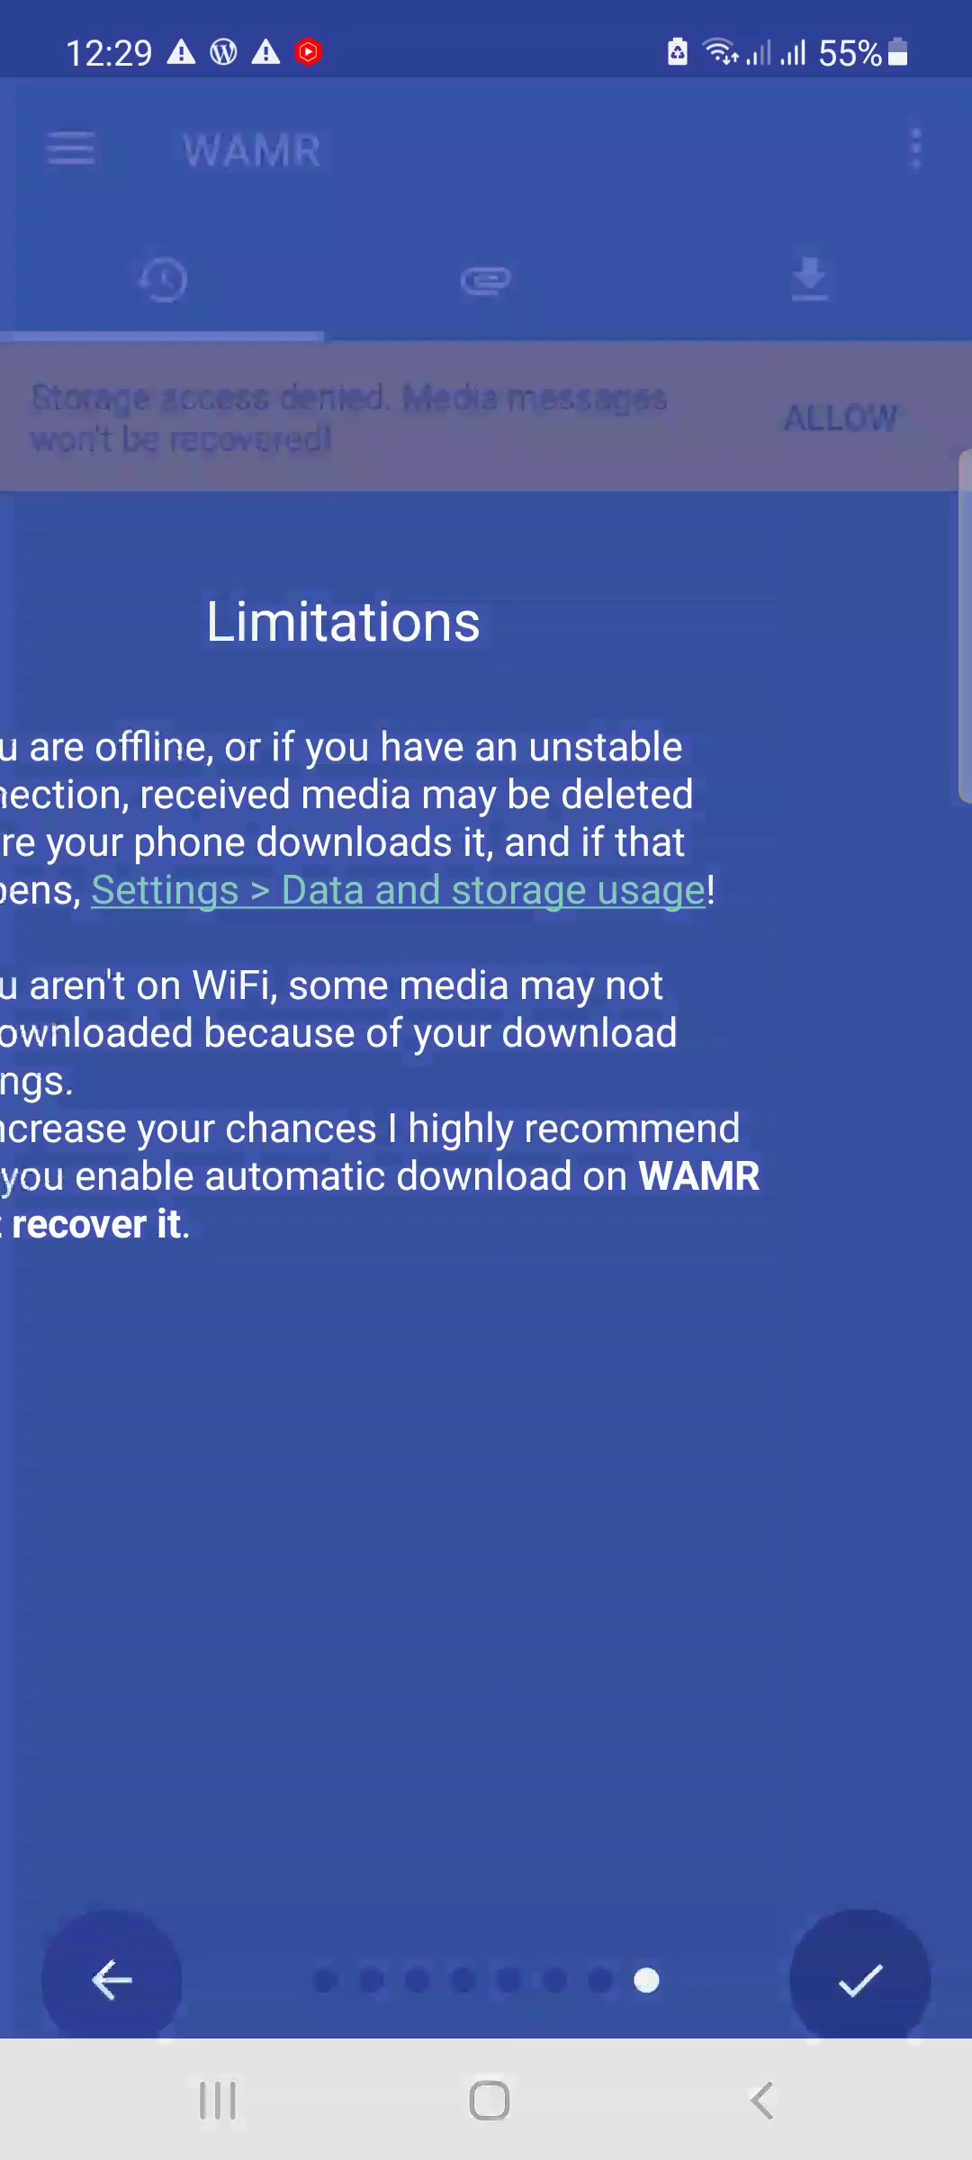 12:29
55%
WAMR
Storage access denied. Media messages
won't be recovered!
ALLOW
Limitations
u are offline, or if you have an unstable
nection, received media may be deleted
re your phone downloads it, and if that
pens, Settings > Data and storage usage!
u aren't on WiFi, some media may not
ownloaded because of your download
ngs.
ncrease your chances I highly recommend
you enable automatic download on WAMR
t recover it.